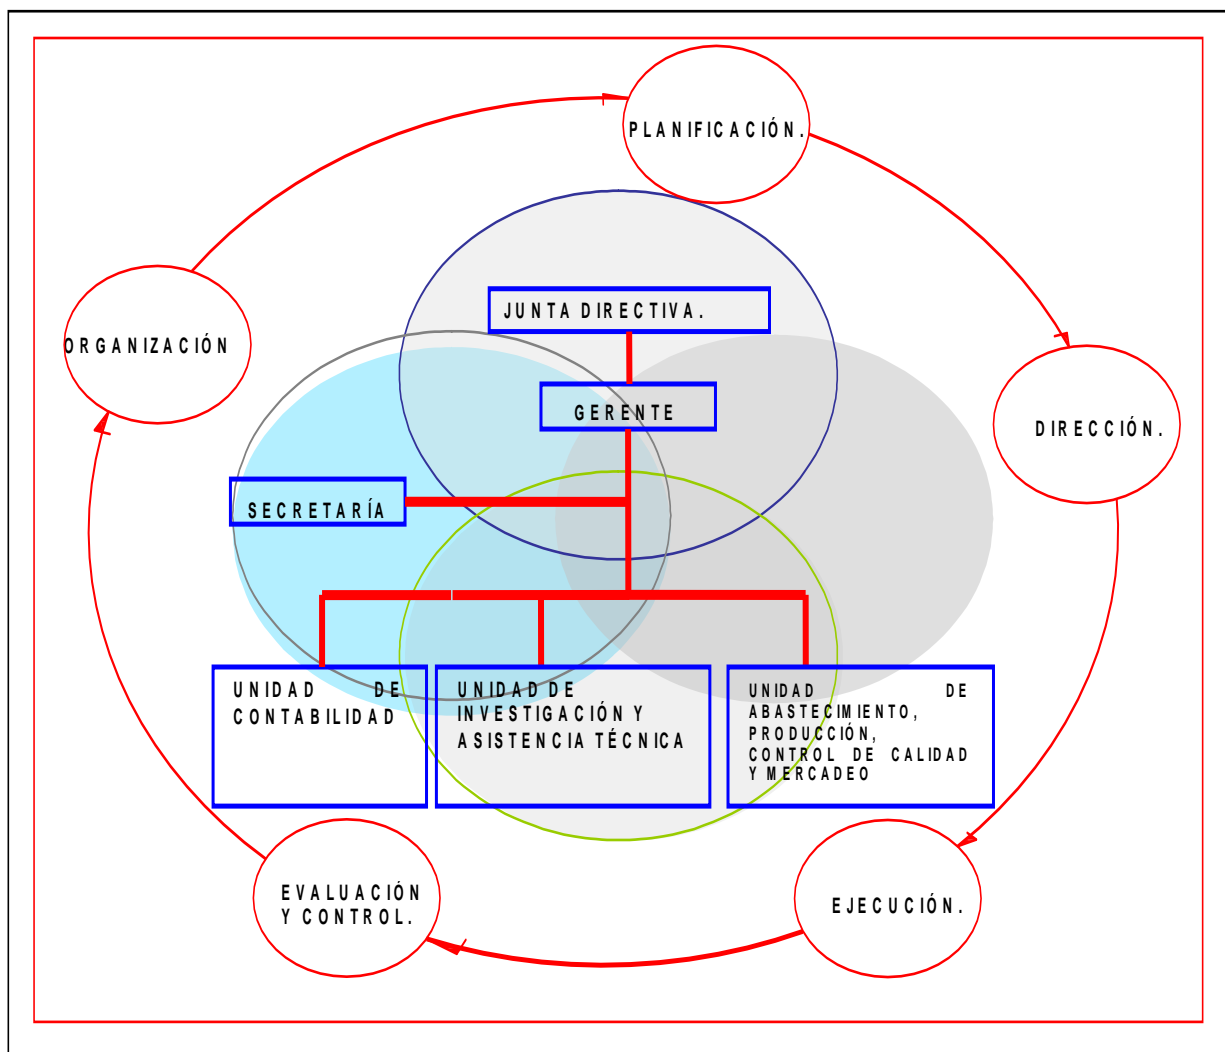 PLANIFICACIÓN.
JUNTA DIRECTIVA.
ORGANIZACIÓN
GERENTE
DIRECCIÓN.
SECRETARÍA
UNIDAD DE
CONTABILIDAD
UNIDAD DE
INVESTIGACIÓN Y
ASISTENCIA TÉCNICA
UNIDAD DE
ABASTECIMIENTO,
PRODUCCIÓN,
CONTROL DE CALIDAD
Y MERCADEO
EVALUACIÓN
Y CONTROL.
EJECUCIÓN.